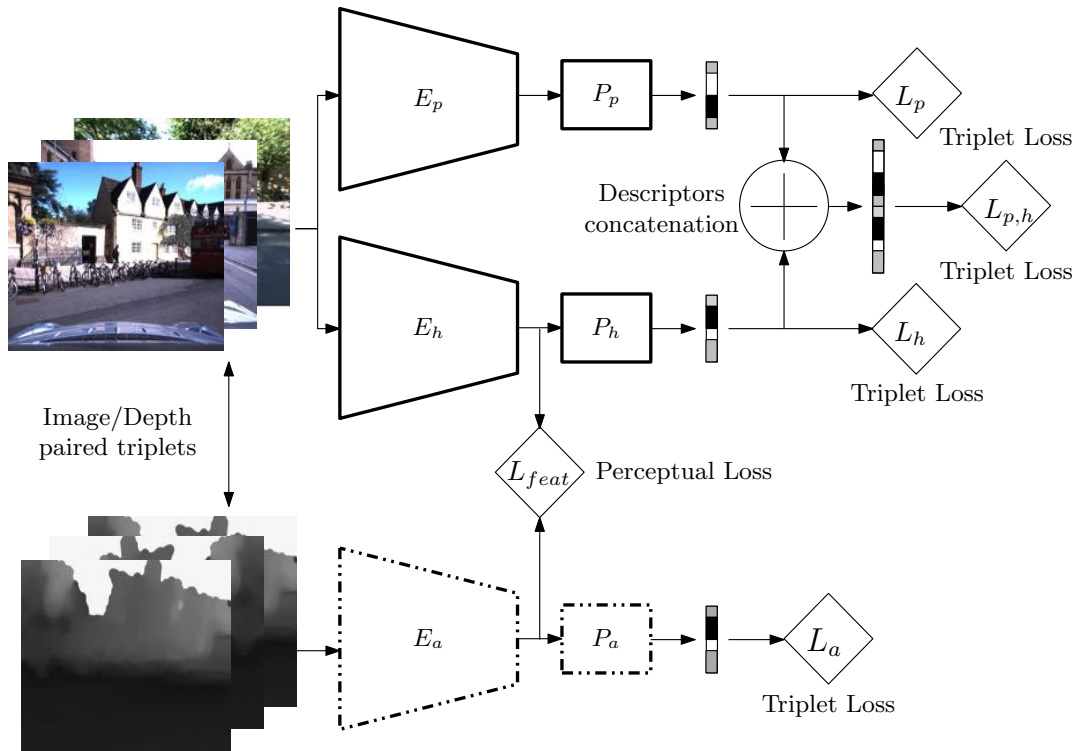 E_p
P_p
L_p
Triplet Loss
Descriptors
concatenation
L_{p,h}
Triplet Loss
E_h
P_h
L_h
Triplet Loss
Image/Depth
paired triplets
L_{feat}
Perceptual Loss
E_a
P_a
L_a
Triplet Loss